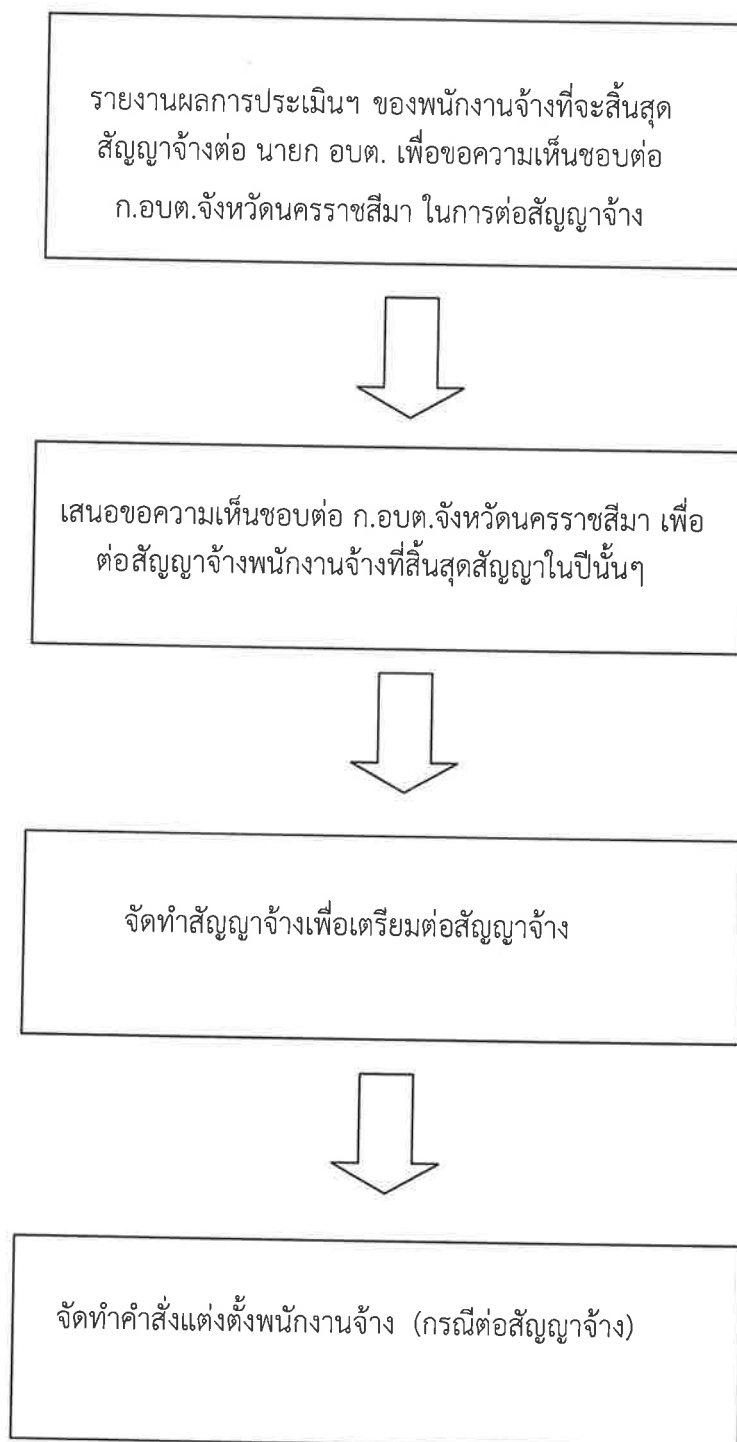 รายงานผลการประเมินฯ ของพนักงานจ้างที่จะสิ้นสุด
สัญญาจ้างต่อ นายก อบต. เพื่อขอความเห็นชอบต่อ
ก.อบต.จังหวัดนครราชสีมา ในการต่อสัญญาจ้าง
เสนอขอความเห็นชอบต่อ ก.อบต.จังหวัดนครราชสีมา เพื่อ
ต่อสัญญาจ้างพนักงานจ้างที่สิ้นสุดสัญญาในปีนั้นๆ
จัดทำสัญญาจ้างเพื่อเตรียมต่อสัญญาจ้าง
จัดทำคำสั่งแต่งตั้งพนักงานจ้าง (กรณีต่อสัญญาจ้าง)